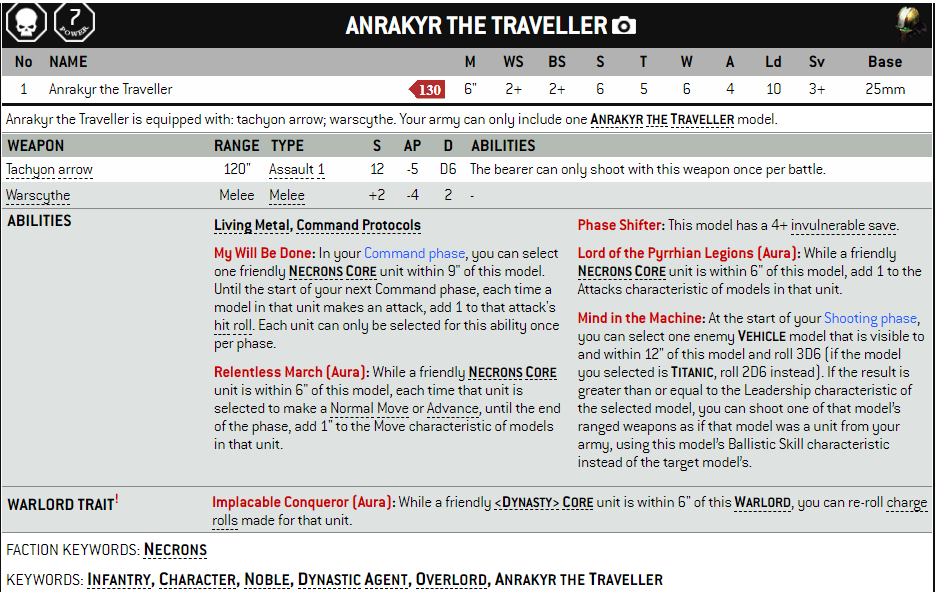 7
POWER
ANRAKYR THE TRAVELLER
No NAME M WS BS S T W A Ld Sv Base
1 Anrakyr the Traveller 130 6" 2+ 2+ 6 5 6 4 10 3+ 25mm
Anrakyr the Traveller is equipped with: tachyon arrow; warscythe. Your army can only include one ANRAKYR THE TRAVELLER model.
WEAPON RANGE TYPE S AP D ABILITIES
Tachyon arrow 120" Assault 1 12 -5 D6 The bearer can only shoot with this weapon once per battle.
Warscythe Melee Melee +2 -4 2 -
ABILITIES
Living Metal, Command Protocols
My Will Be Done: In your Command phase, you can select
one friendly NECRONS CORE unit within 9" of this model.
Until the start of your next Command phase, each time a
model in that unit makes an attack, add 1 to that attack's
hit roll. Each unit can only be selected for this ability once
per phase.
Relentless March (Aura): While a friendly NECRONS CORE
unit is within 6" of this model, each time that unit is
selected to make a Normal Move or Advance, until the end
of the phase, add 1" to the Move characteristic of models
in that unit.
Phase Shifter: This model has a 4+ invulnerable save.
Lord of the Pyrrhian Legions (Aura): While a friendly
NECRONS CORE unit is within 6" of this model, add 1 to the
Attacks characteristic of models in that unit.
Mind in the Machine: At the start of your Shooting phase,
you can select one enemy VEHICLE model that is visible to
and within 12" of this model and roll 3D6 (if the model
you selected is TITANIC, roll 2D6 instead). If the result is
greater than or equal to the Leadership characteristic of
the selected model, you can shoot one of that model's
ranged weapons as if that model was a unit from your
army, using this model's Ballistic Skill characteristic
instead of the target model's.
WARLORD TRAIT!
Implacable Conqueror (Aura): While a friendly <DYNASTY> CORE unit is within 6" of this WARLORD, you can re-roll charge
rolls made for that unit.
FACTION KEYWORDS: NECRONS
KEYWORDS: INFANTRY, CHARACTER, NOBLE, DYNASTIC AGENT, OVERLORD, ANRAKYR THE TRAVELLER